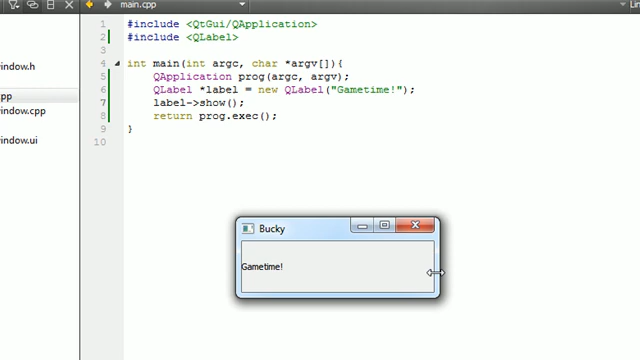 main.cpp
Lin
1 #include <QtGui/QApplication>
2 #include <QLabel>
3
4 int main(int argc, char *argv[]){
5 QApplication prog(argc, argv);
6 QLabel *label = new QLabel("Gametime!");
7 label->show();
8 return prog.exec();
9 }
10
indow.h
pp
indow.cpp
indow.ui
Bucky
Gametime!